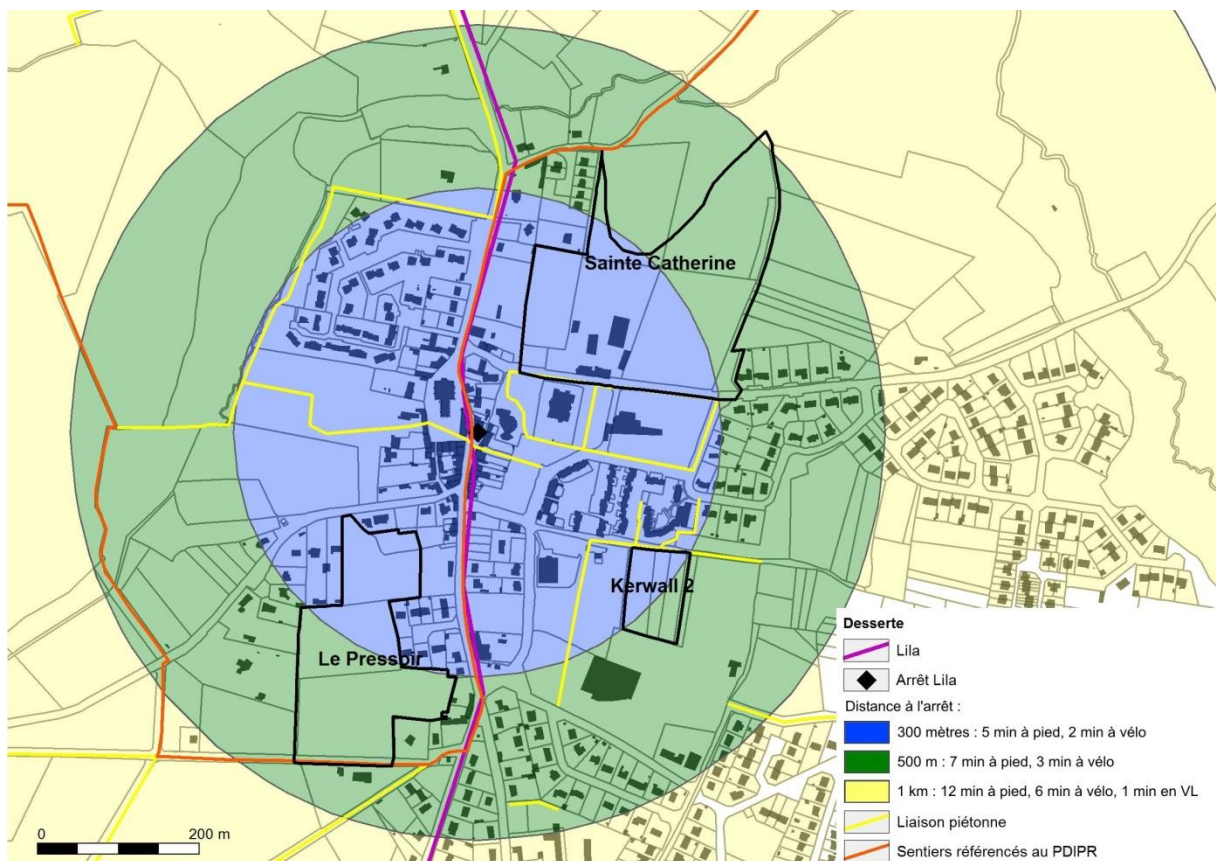 Sainte Catherine
Kerwall 2
Le Pressoir
0 200 m
Desserte
Lila
Arrêt Lila
Distance à l'arrêt :
300 mètres : 5 min à pied, 2 min à vélo
500 m : 7 min à pied, 3 min à vélo
1 km : 12 min à pied, 6 min à vélo, 1 min en VL
Liaison piétonne
Sentiers référencés au PDIPR